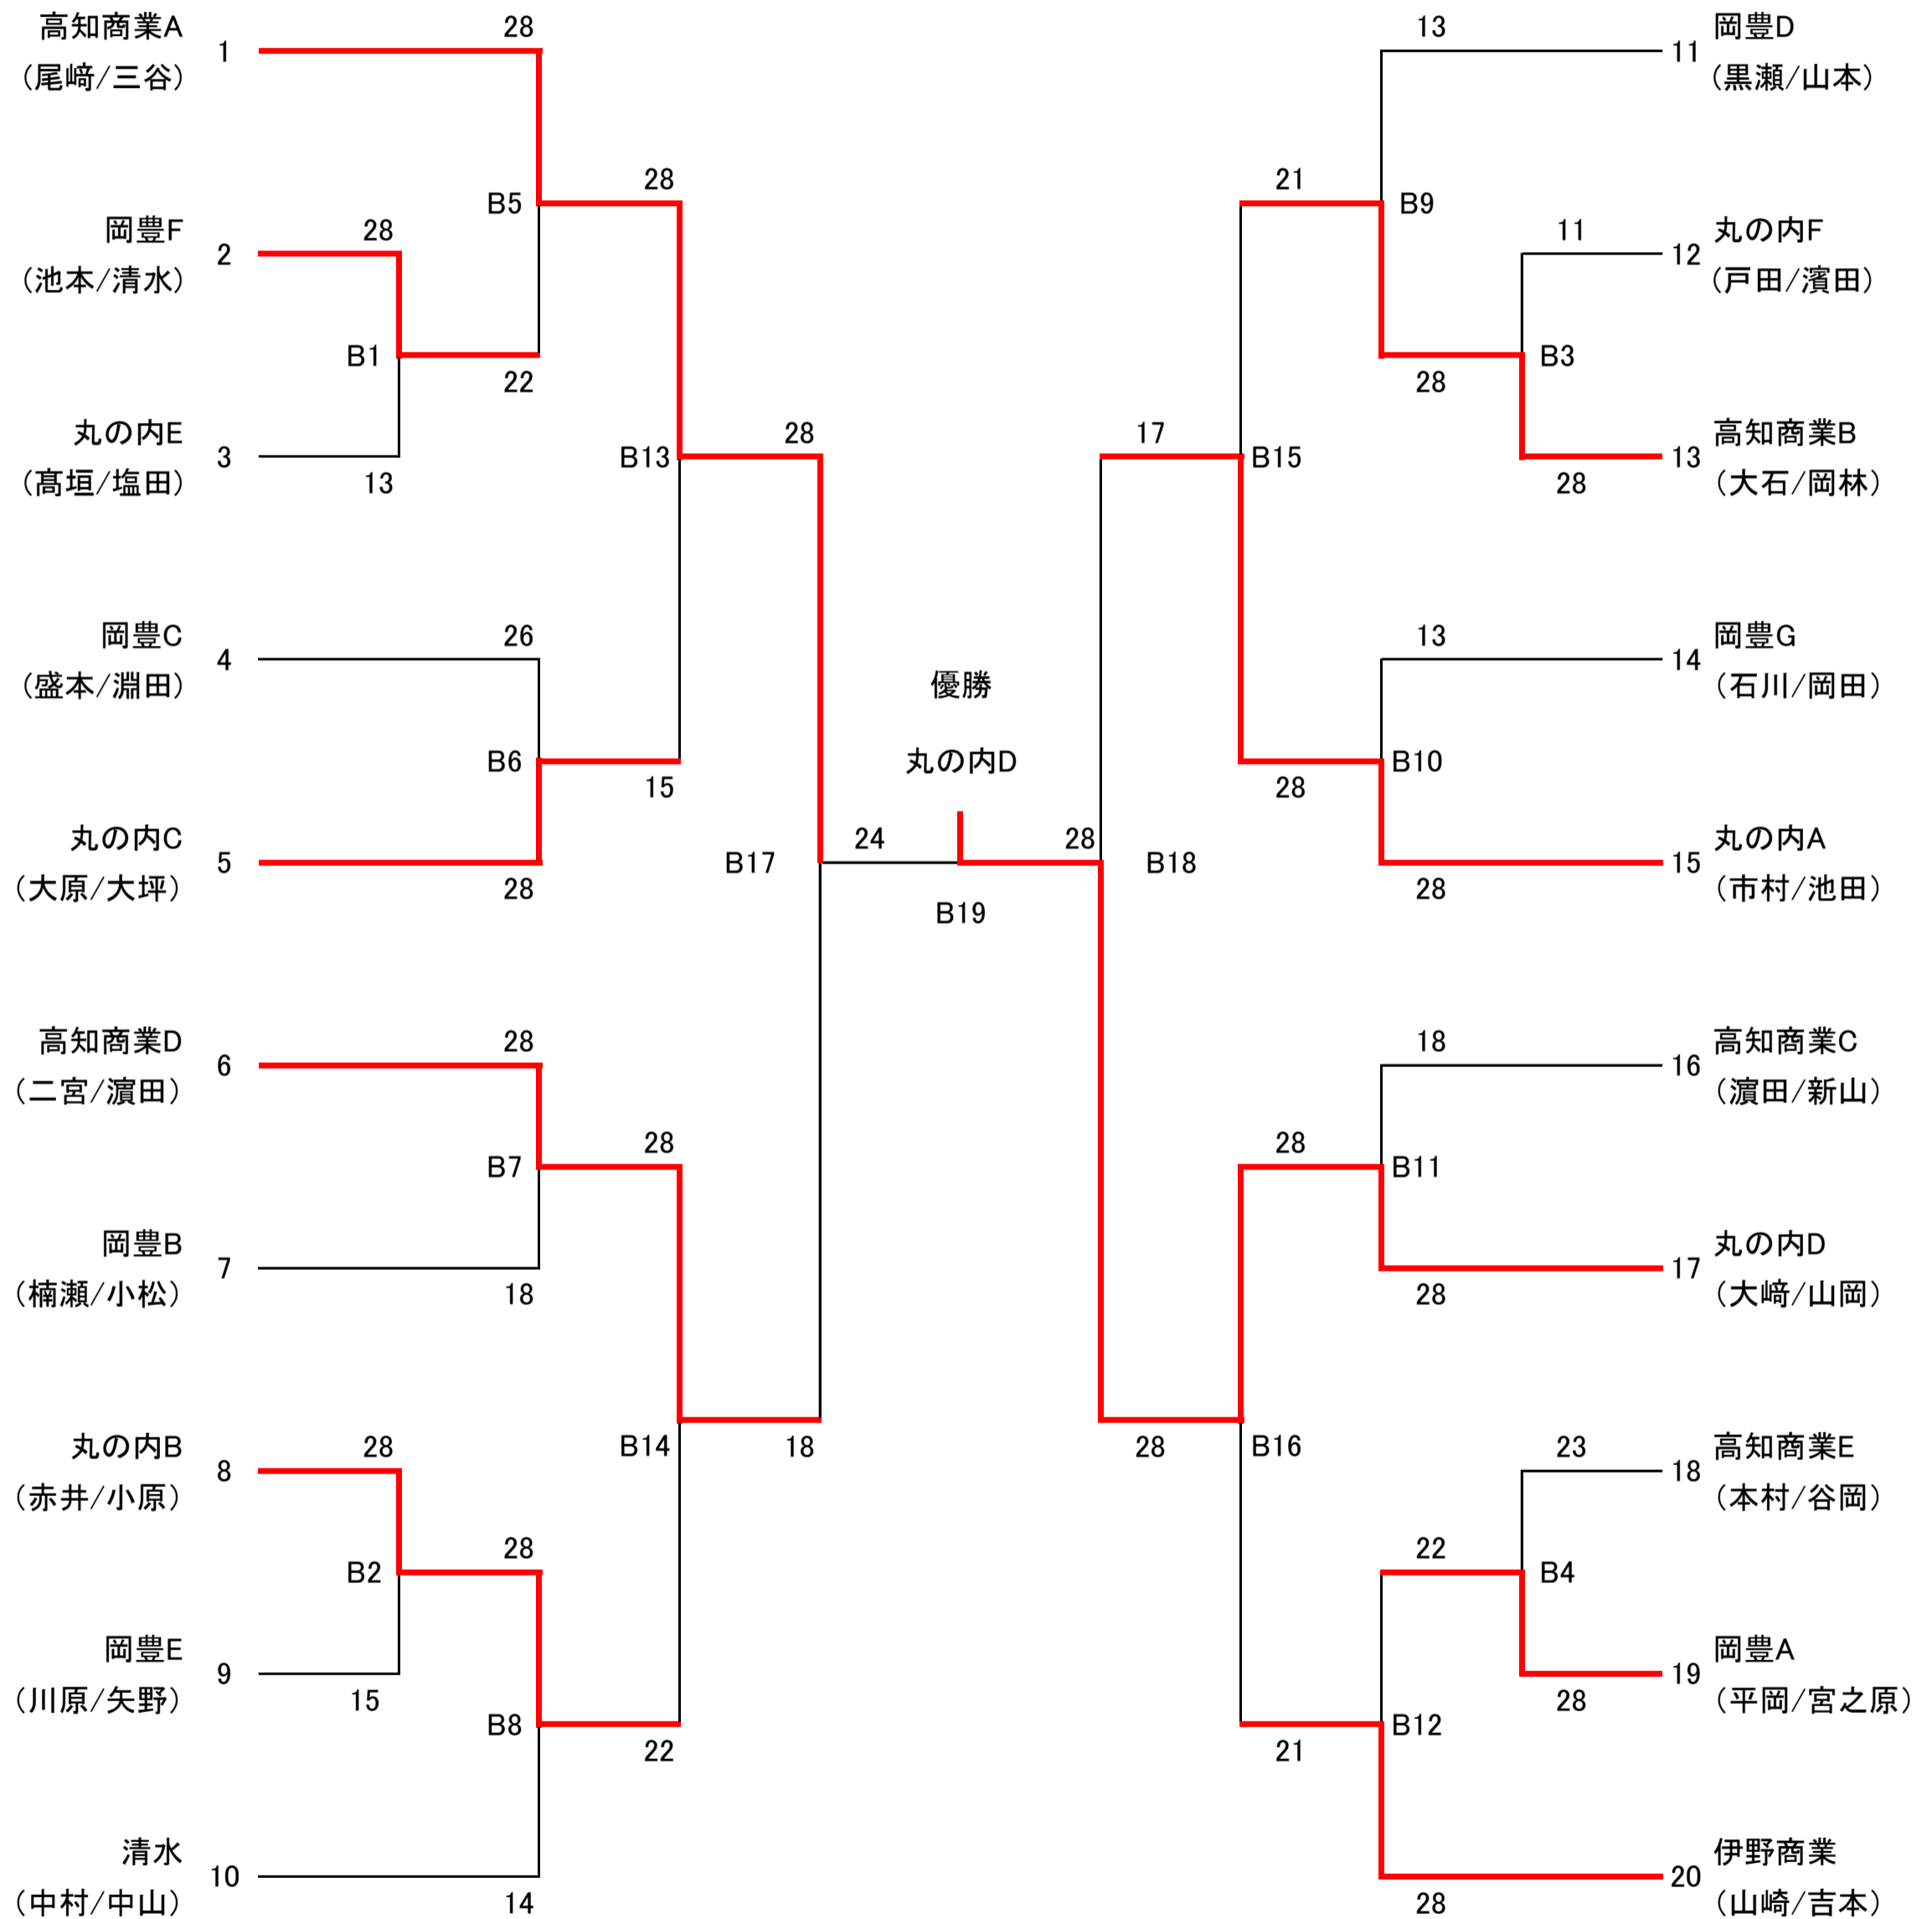 高知商業A
1
（尾﨑/三谷）
28
岡豊F
2
（池本/清水）
28
B5
28
B1
22
丸の内E
3
（髙垣/塩田）
13
B13
28
岡豊C
4
（盛本/淵田）
26
B6
15
丸の内C
5
（大原/大坪）
28
B17
24
高知商業D
6
（二宮/濵田）
28
B7
28
岡豊B
7
（楠瀬/小松）
18
丸の内B
8
（赤井/小原）
28
B14
18
B2
28
岡豊E
9
（川原/矢野）
15
B8
22
清水
10
（中村/中山）
14
優勝
丸の内D
28
B19
13
岡豊D
11
（黒瀬/山本）
21
B9
11
丸の内F
12
（戸田/濱田）
28
B3
17
B15
高知商業B
13
（大石/岡林）
28
13
岡豊G
14
（石川/岡田）
28
B10
B18
丸の内A
15
（市村/池田）
28
18
高知商業C
16
（濵田/新山）
28
B11
丸の内D
17
（大﨑/山岡）
28
28
B16
23
高知商業E
18
（本村/谷岡）
22
B4
岡豊A
19
（平岡/宮之原）
28
21
B12
伊野商業
20
（山崎/吉本）
28